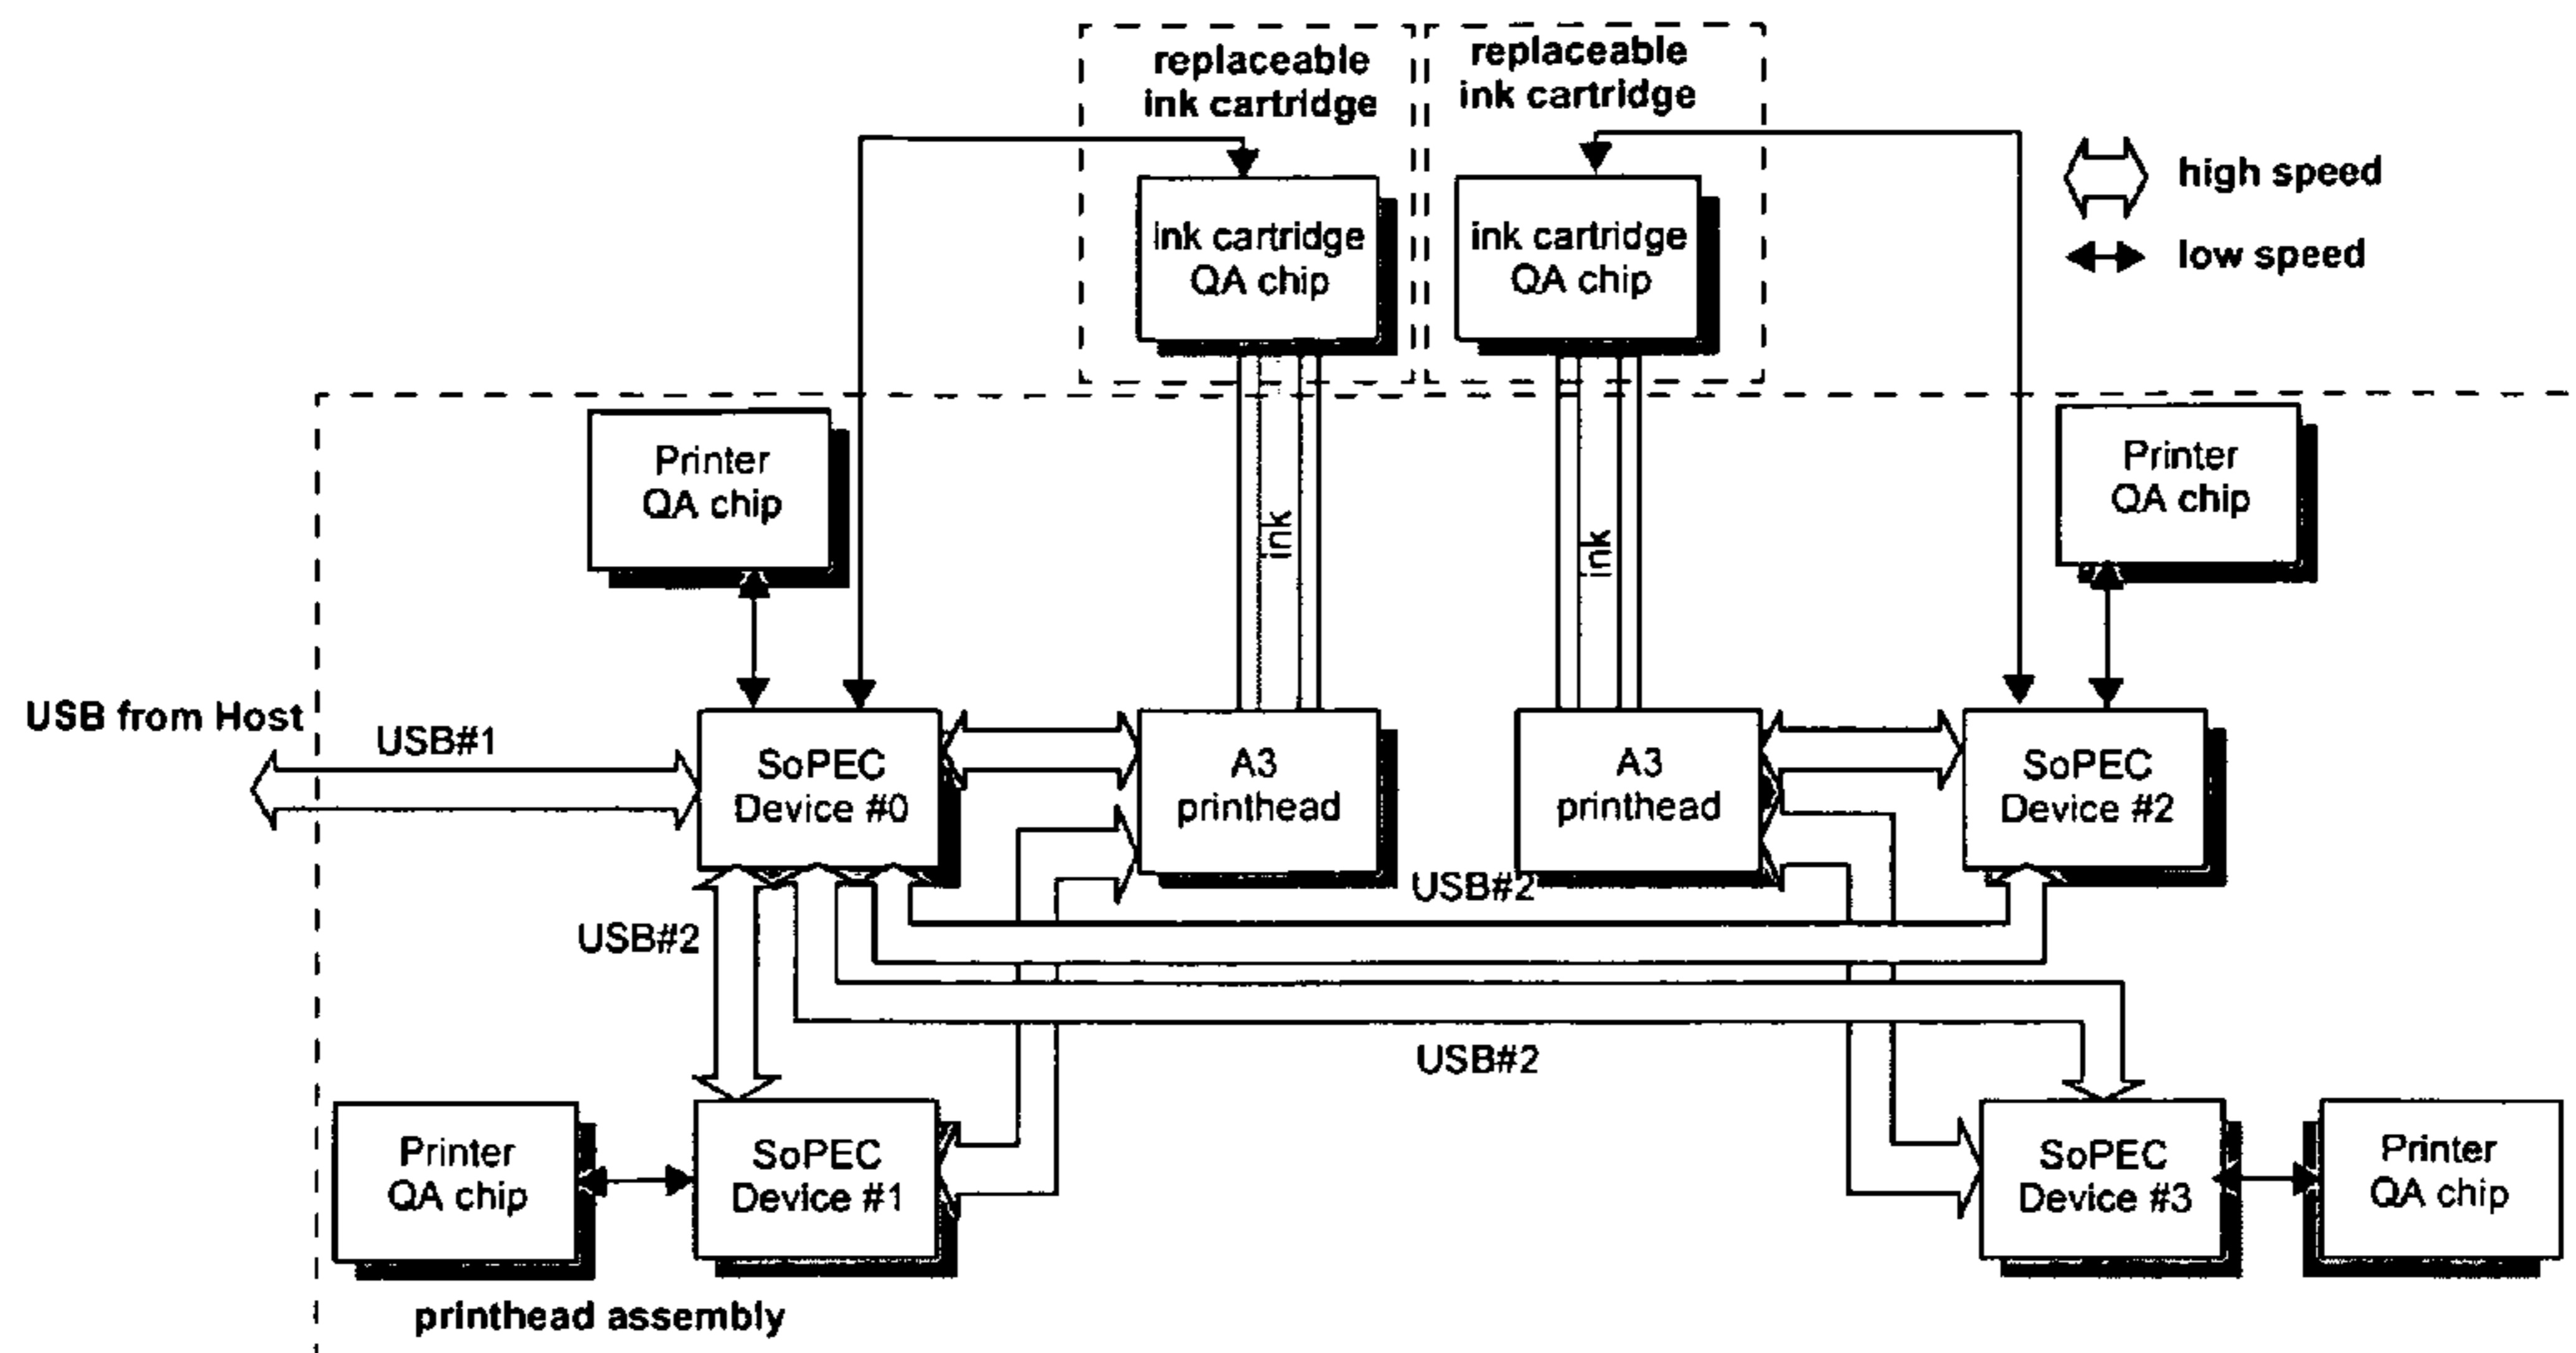 replaceable
ink cartridge
replaceable
ink cartridge
high speed
low speed
ink cartridge
QA chip
ink cartridge
QA chip
Printer
QA chip
Printer
QA chip
ink
ink
USB from Host
USB#1
SoPEC
Device #0
A3
printhead
A3
printhead
SoPEC
Device #2
USB#2
USB#2
USB#2
Printer
QA chip
SoPEC
Device #1
SoPEC
Device #3
Printer
QA chip
printhead assembly